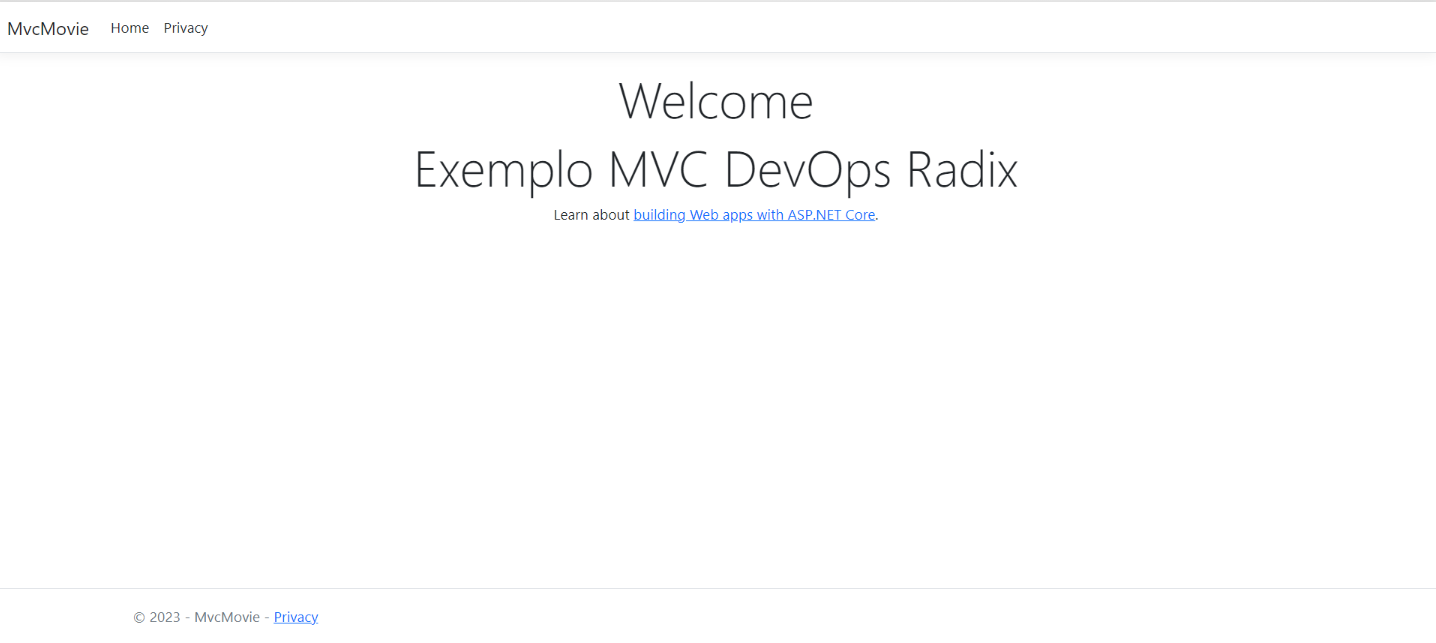 MvcMovie Home Privacy
Welcome
Exemplo MVC DevOps Radix
Learn about building Web apps with ASP.NET Core.
© 2023 - MvcMovie - Privacy